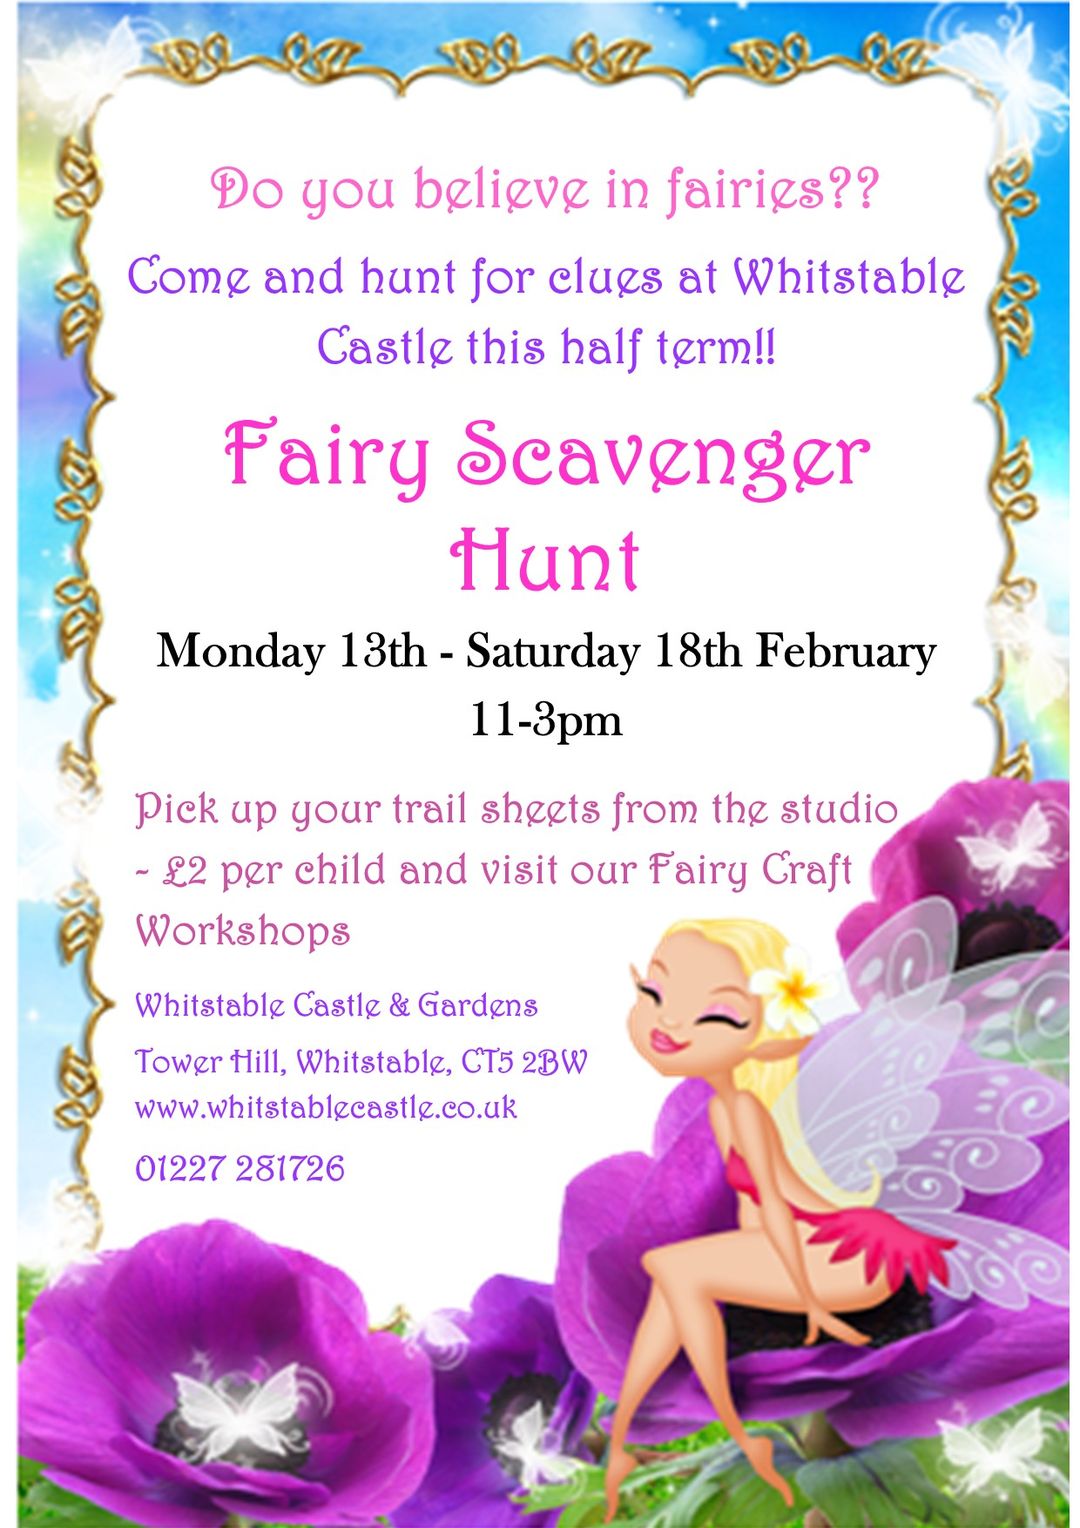 Do you believe in fairies??
Come and hunt for clues at Whitstable
Castle this half term!!
Fairy Scavenger
Hunt
Monday 13th - Saturday 18th February
11-3pm
Pick up your trail sheets from the studio
- £2 per child and visit our Fairy Craft
Workshops
Whitstable Castle & Gardens
Tower Hill, Whitstable, CT5 2BW
www.whitstablecastle.co.uk
01227 281726